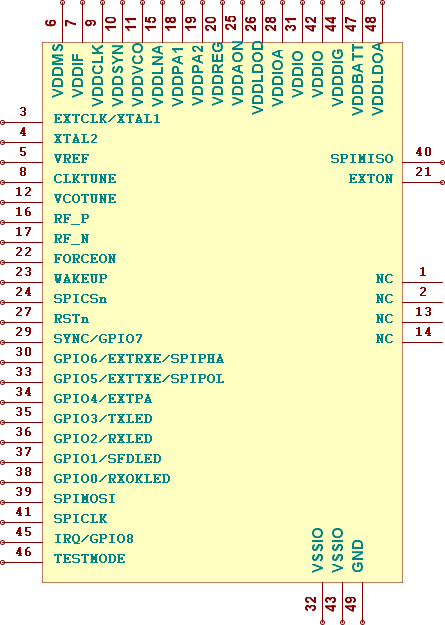 6 7 9 10 11 15 18 19 20 25 26 28 31 42 44 47 48
VDDMS VDDIF VDDCLK VDDSYN VDDVCO VDDLNA VDDPA1 VDDPA2 VDDREG VDDAON VDDLDOD VDDIOA VDDIO VDDIO VDDDIG VDDBATT VDDLDOA
3 EXTCLK/XTAL1
4 XTAL2
5 VREF SPIMISO 40
8 CLKTUNE EXTON 21
12 VCOTUNE
16 RF_P
17 RF_N
22 FORCEON
23 WAKEUP NC 1
24 SPICSn NC 2
27 RSTn NC 13
29 SYNC/GPIO7 NC 14
30 GPIO6/EXTRXE/SPIPHA
33 GPIO5/EXTTXE/SPIPOL
34 GPIO4/EXTPA
35 GPIO3/TXLED
36 GPIO2/RXLED
37 GPIO1/SFDLED
38 GPIO0/RXOKLED
39 SPIMOSI
41 SPICLK
45 IRQ/GPIO8
46 TESTMODE
VSSIO VSSIO GND
32 43 49